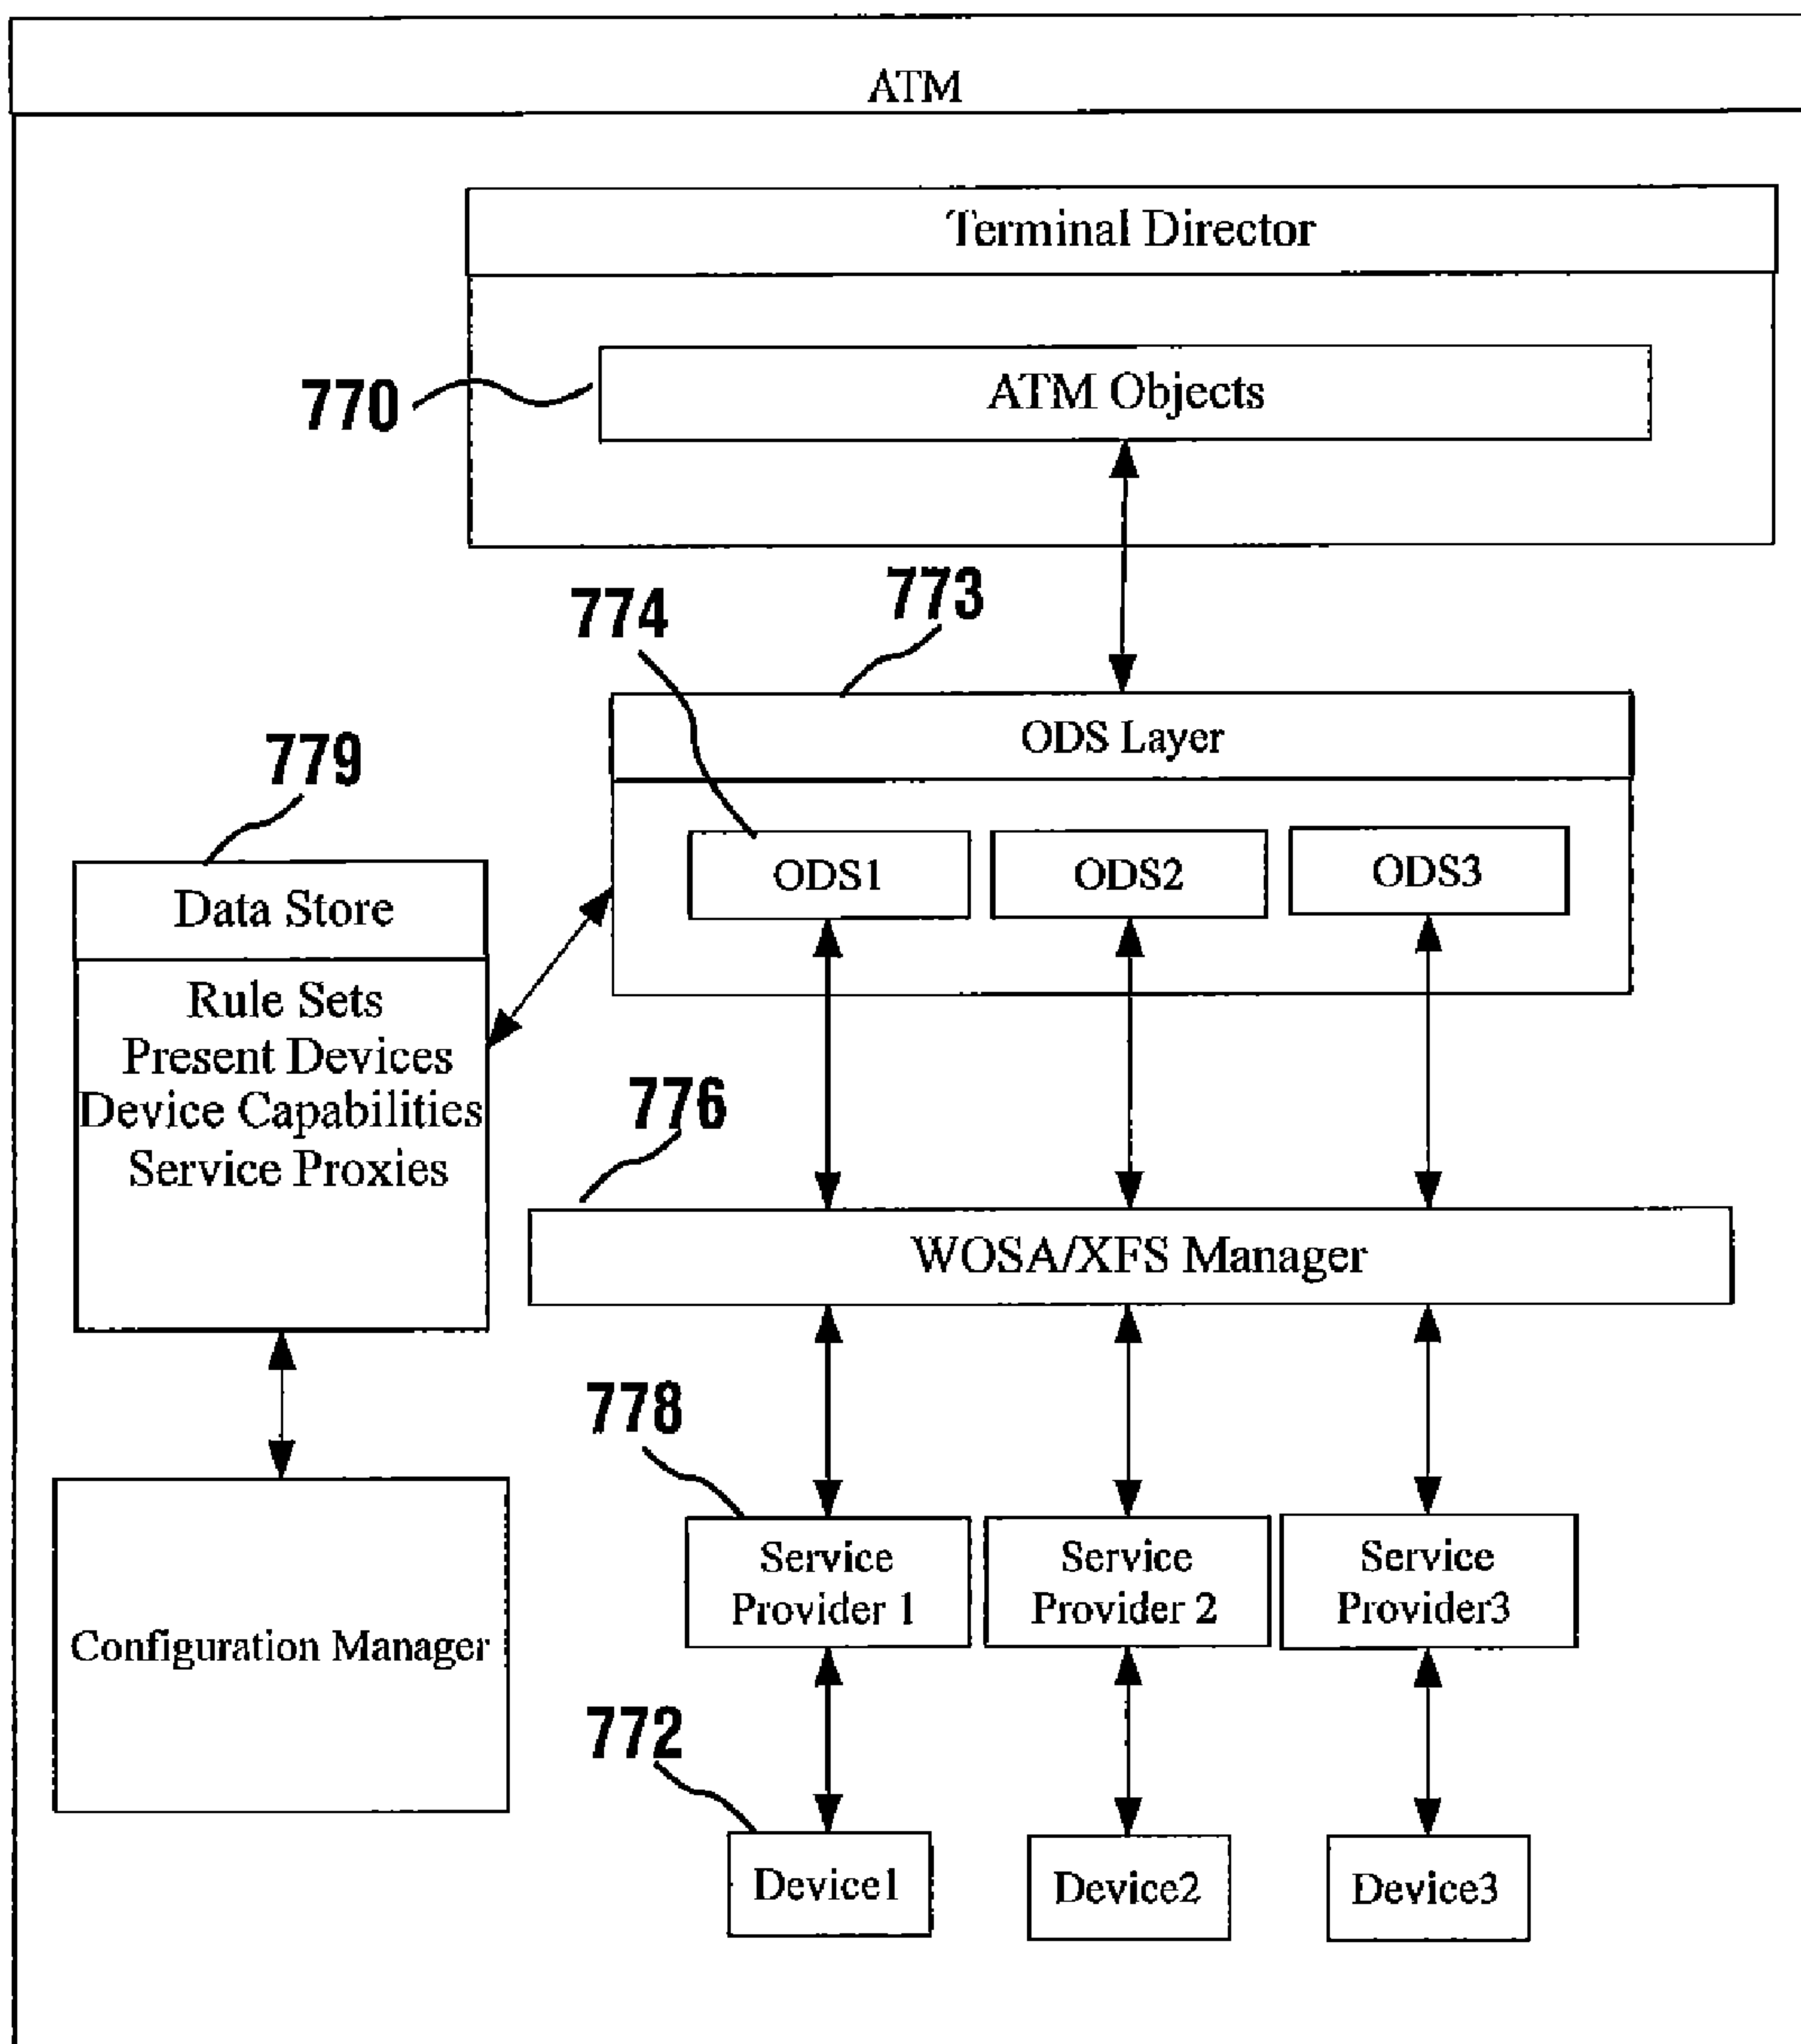 ATM
Terminal Director
770
ATM Objects
773
774
ODS Layer
779
ODS1
ODS2
ODS3
Data Store
Rule Sets
Present Devices
Device Capabilities
Service Proxies
776
WOSA/XFS Manager
778
Service
Provider 1
Service
Provider 2
Service
Provider3
Configuration Manager
772
Device1
Device2
Device3